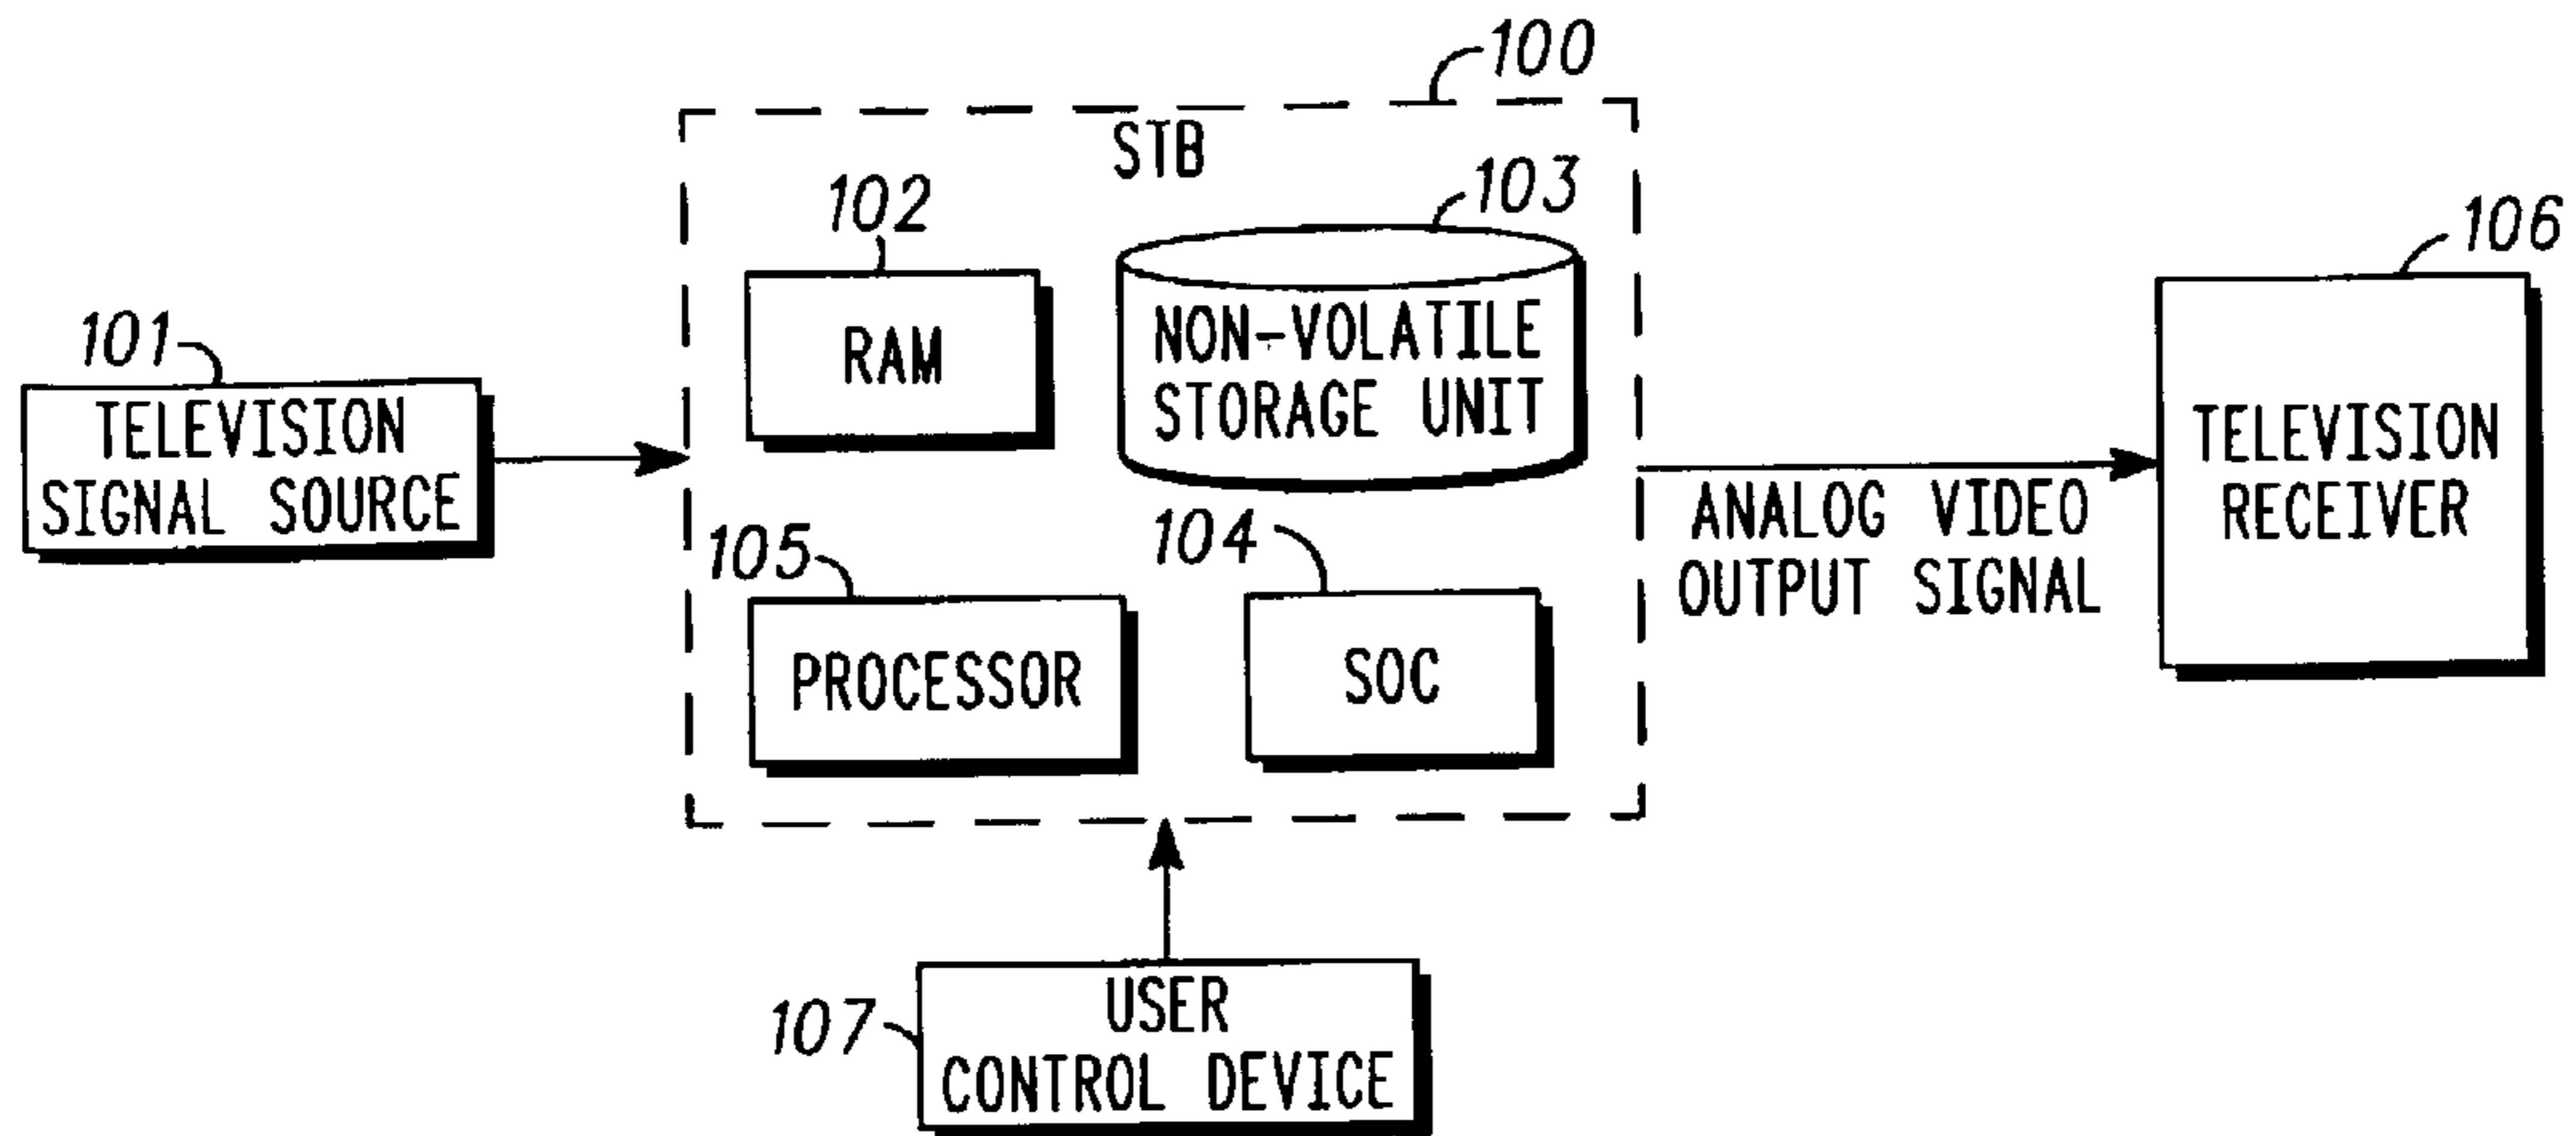 100
STB
102
103
106
101
RAM
NON-VOLATILE
STORAGE UNIT
TELEVISION
SIGNAL SOURCE
TELEVISION
RECEIVER
ANALOG VIDEO
OUTPUT SIGNAL
105
104
PROCESSOR
SOC
107
USER
CONTROL DEVICE